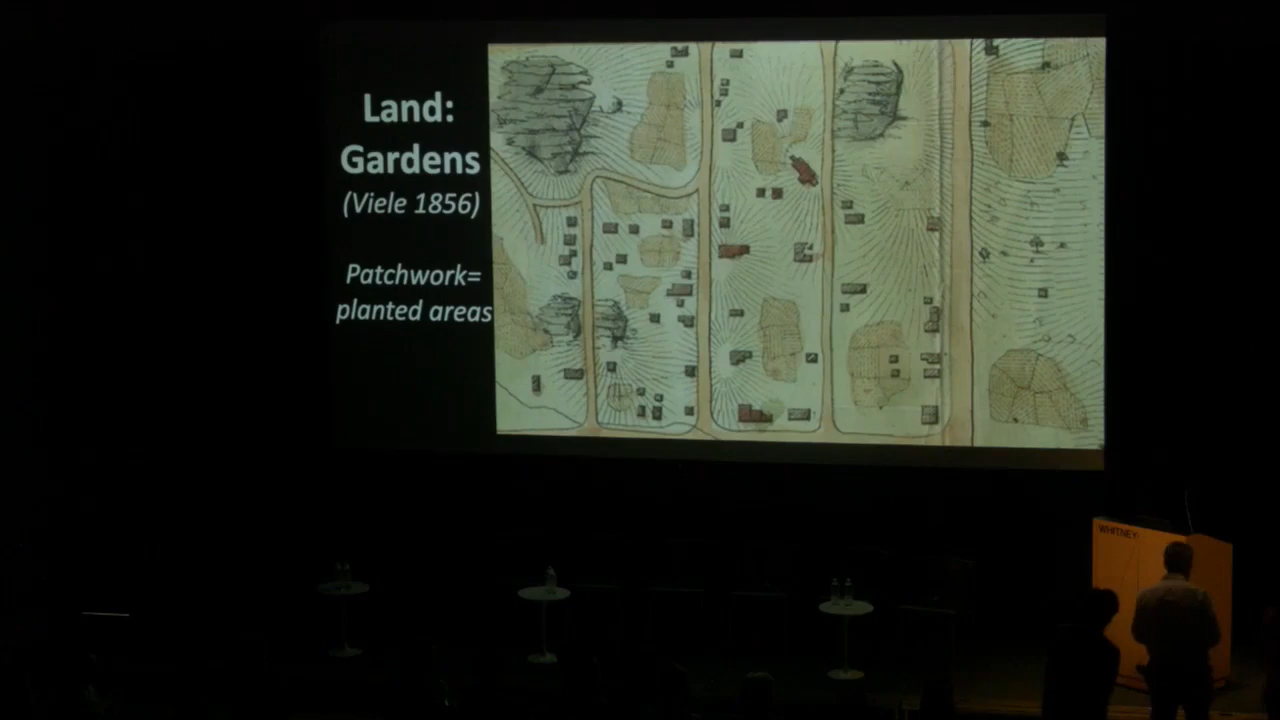 Land:
Gardens
(Viele 1856)
Patchwork=
planted areas
WHITNEY